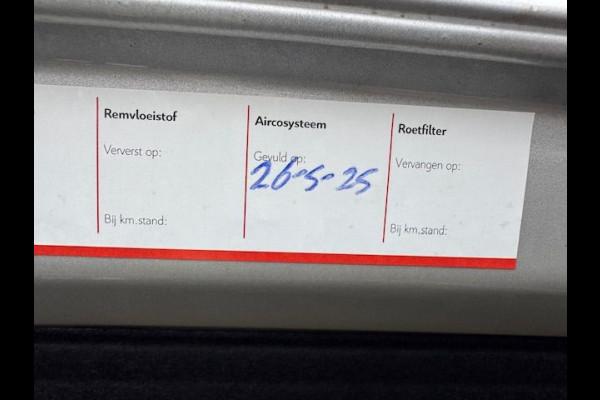 Remvloeistof
Ververst op:
Bij km.stand:
Aircosysteem
Gevuld op:
26-5-25
Roetfilter
Vervangen op:
Bij km.stand: